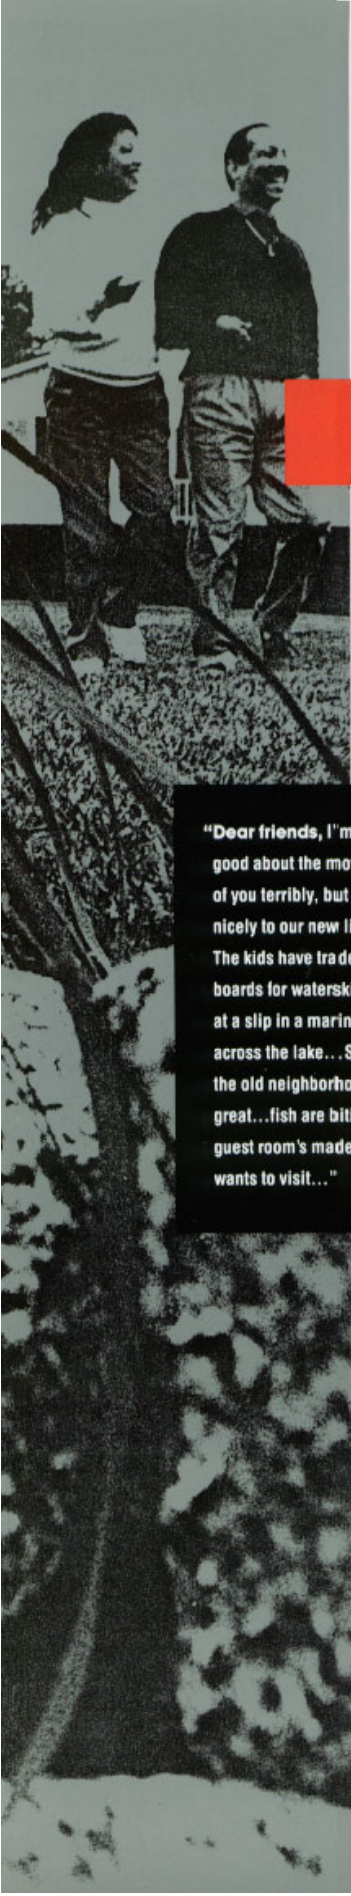 "Dear friends, I"m
good about the mo
of you terribly, but
nicely to our new li
The kids have trade
boards for watersk
at a slip in a marin
across the lake...S
the old neighborho
great...fish are bit
guest room's made
wants to visit..."